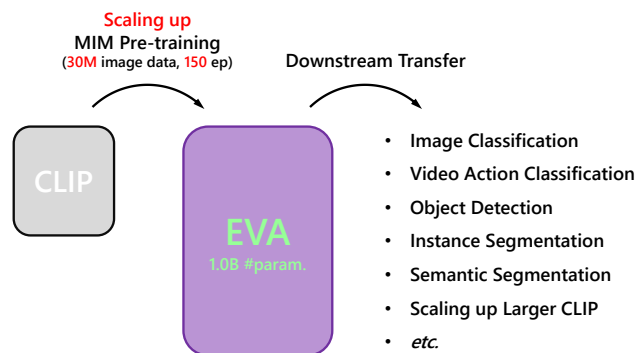 Scaling up
MIM Pre-training
(30M image data, 150 ep)
Downstream Transfer
CLIP
EVA
1.0B #param.
• Image Classification
• Video Action Classification
• Object Detection
• Instance Segmentation
• Semantic Segmentation
• Scaling up Larger CLIP
• etc.